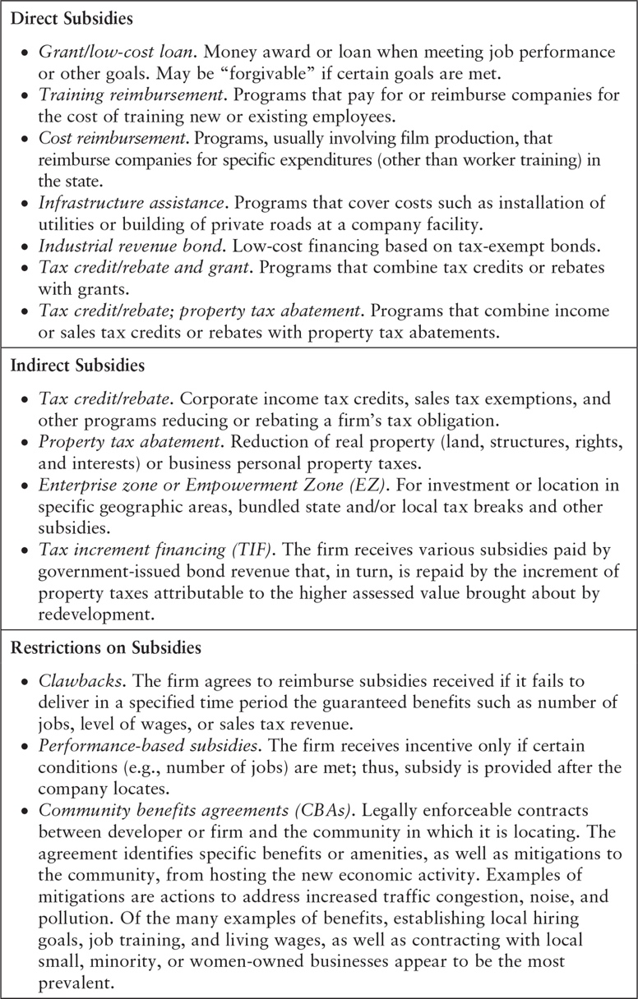 Direct Subsidies
• Grant/low-cost loan. Money award or loan when meeting job performance
or other goals. May be “forgivable” if certain goals are met.
• Training reimbursement. Programs that pay for or reimburse companies for
the cost of training new or existing employees.
• Cost reimbursement. Programs, usually involving film production, that
reimburse companies for specific expenditures (other than worker training) in
the state.
• Infrastructure assistance. Programs that cover costs such as installation of
utilities or building of private roads at a company facility.
• Industrial revenue bond. Low-cost financing based on tax-exempt bonds.
• Tax credit/rebate and grant. Programs that combine tax credits or rebates
with grants.
• Tax credit/rebate; property tax abatement. Programs that combine income
or sales tax credits or rebates with property tax abatements.
Indirect Subsidies
• Tax credit/rebate. Corporate income tax credits, sales tax exemptions, and
other programs reducing or rebating a firm’s tax obligation.
• Property tax abatement. Reduction of real property (land, structures, rights,
and interests) or business personal property taxes.
• Enterprise zone or Empowerment Zone (EZ). For investment or location in
specific geographic areas, bundled state and/or local tax breaks and other
subsidies.
• Tax increment financing (TIF). The firm receives various subsidies paid by
government-issued bond revenue that, in turn, is repaid by the increment of
property taxes attributable to the higher assessed value brought about by
redevelopment.
Restrictions on Subsidies
• Clawbacks. The firm agrees to reimburse subsidies received if it fails to
deliver in a specified time period the guaranteed benefits such as number of
jobs, level of wages, or sales tax revenue.
• Performance-based subsidies. The firm receives incentive only if certain
conditions (e.g., number of jobs) are met; thus, subsidy is provided after the
company locates.
• Community benefits agreements (CBAs). Legally enforceable contracts
between developer or firm and the community in which it is locating. The
agreement identifies specific benefits or amenities, as well as mitigations to
the community, from hosting the new economic activity. Examples of
mitigations are actions to address increased traffic congestion, noise, and
pollution. Of the many examples of benefits, establishing local hiring
goals, job training, and living wages, as well as contracting with local
small, minority, or women-owned businesses appear to be the most
prevalent.